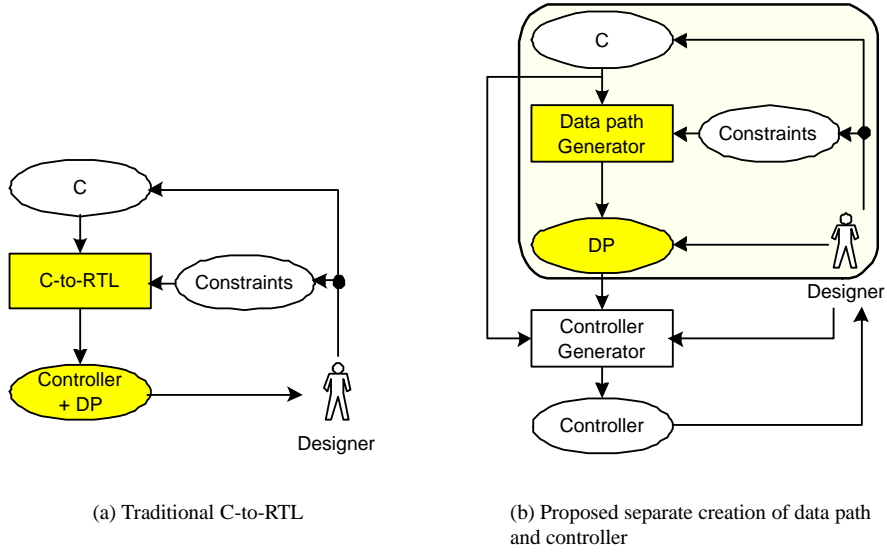 C
C-to-RTL
Constraints
Controller
+ DP
Designer
(a) Traditional C-to-RTL
C
Data path
Generator
Constraints
DP
Designer
Controller
Generator
Controller
(b) Proposed separate creation of data path
and controller